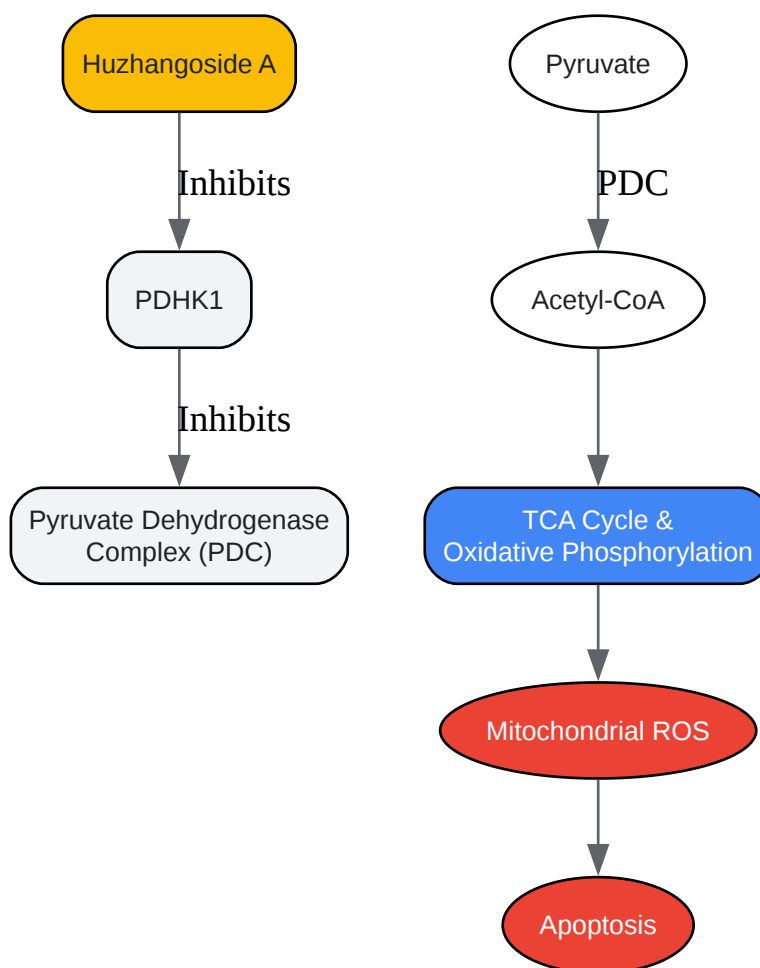 Huzhangoside A
Pyruvate
Inhibits
PDC
PDHK1
Acetyl-CoA
Inhibits
Pyruvate Dehydrogenase
Complex (PDC)
TCA Cycle &
Oxidative Phosphorylation
Mitochondrial ROS
Apoptosis